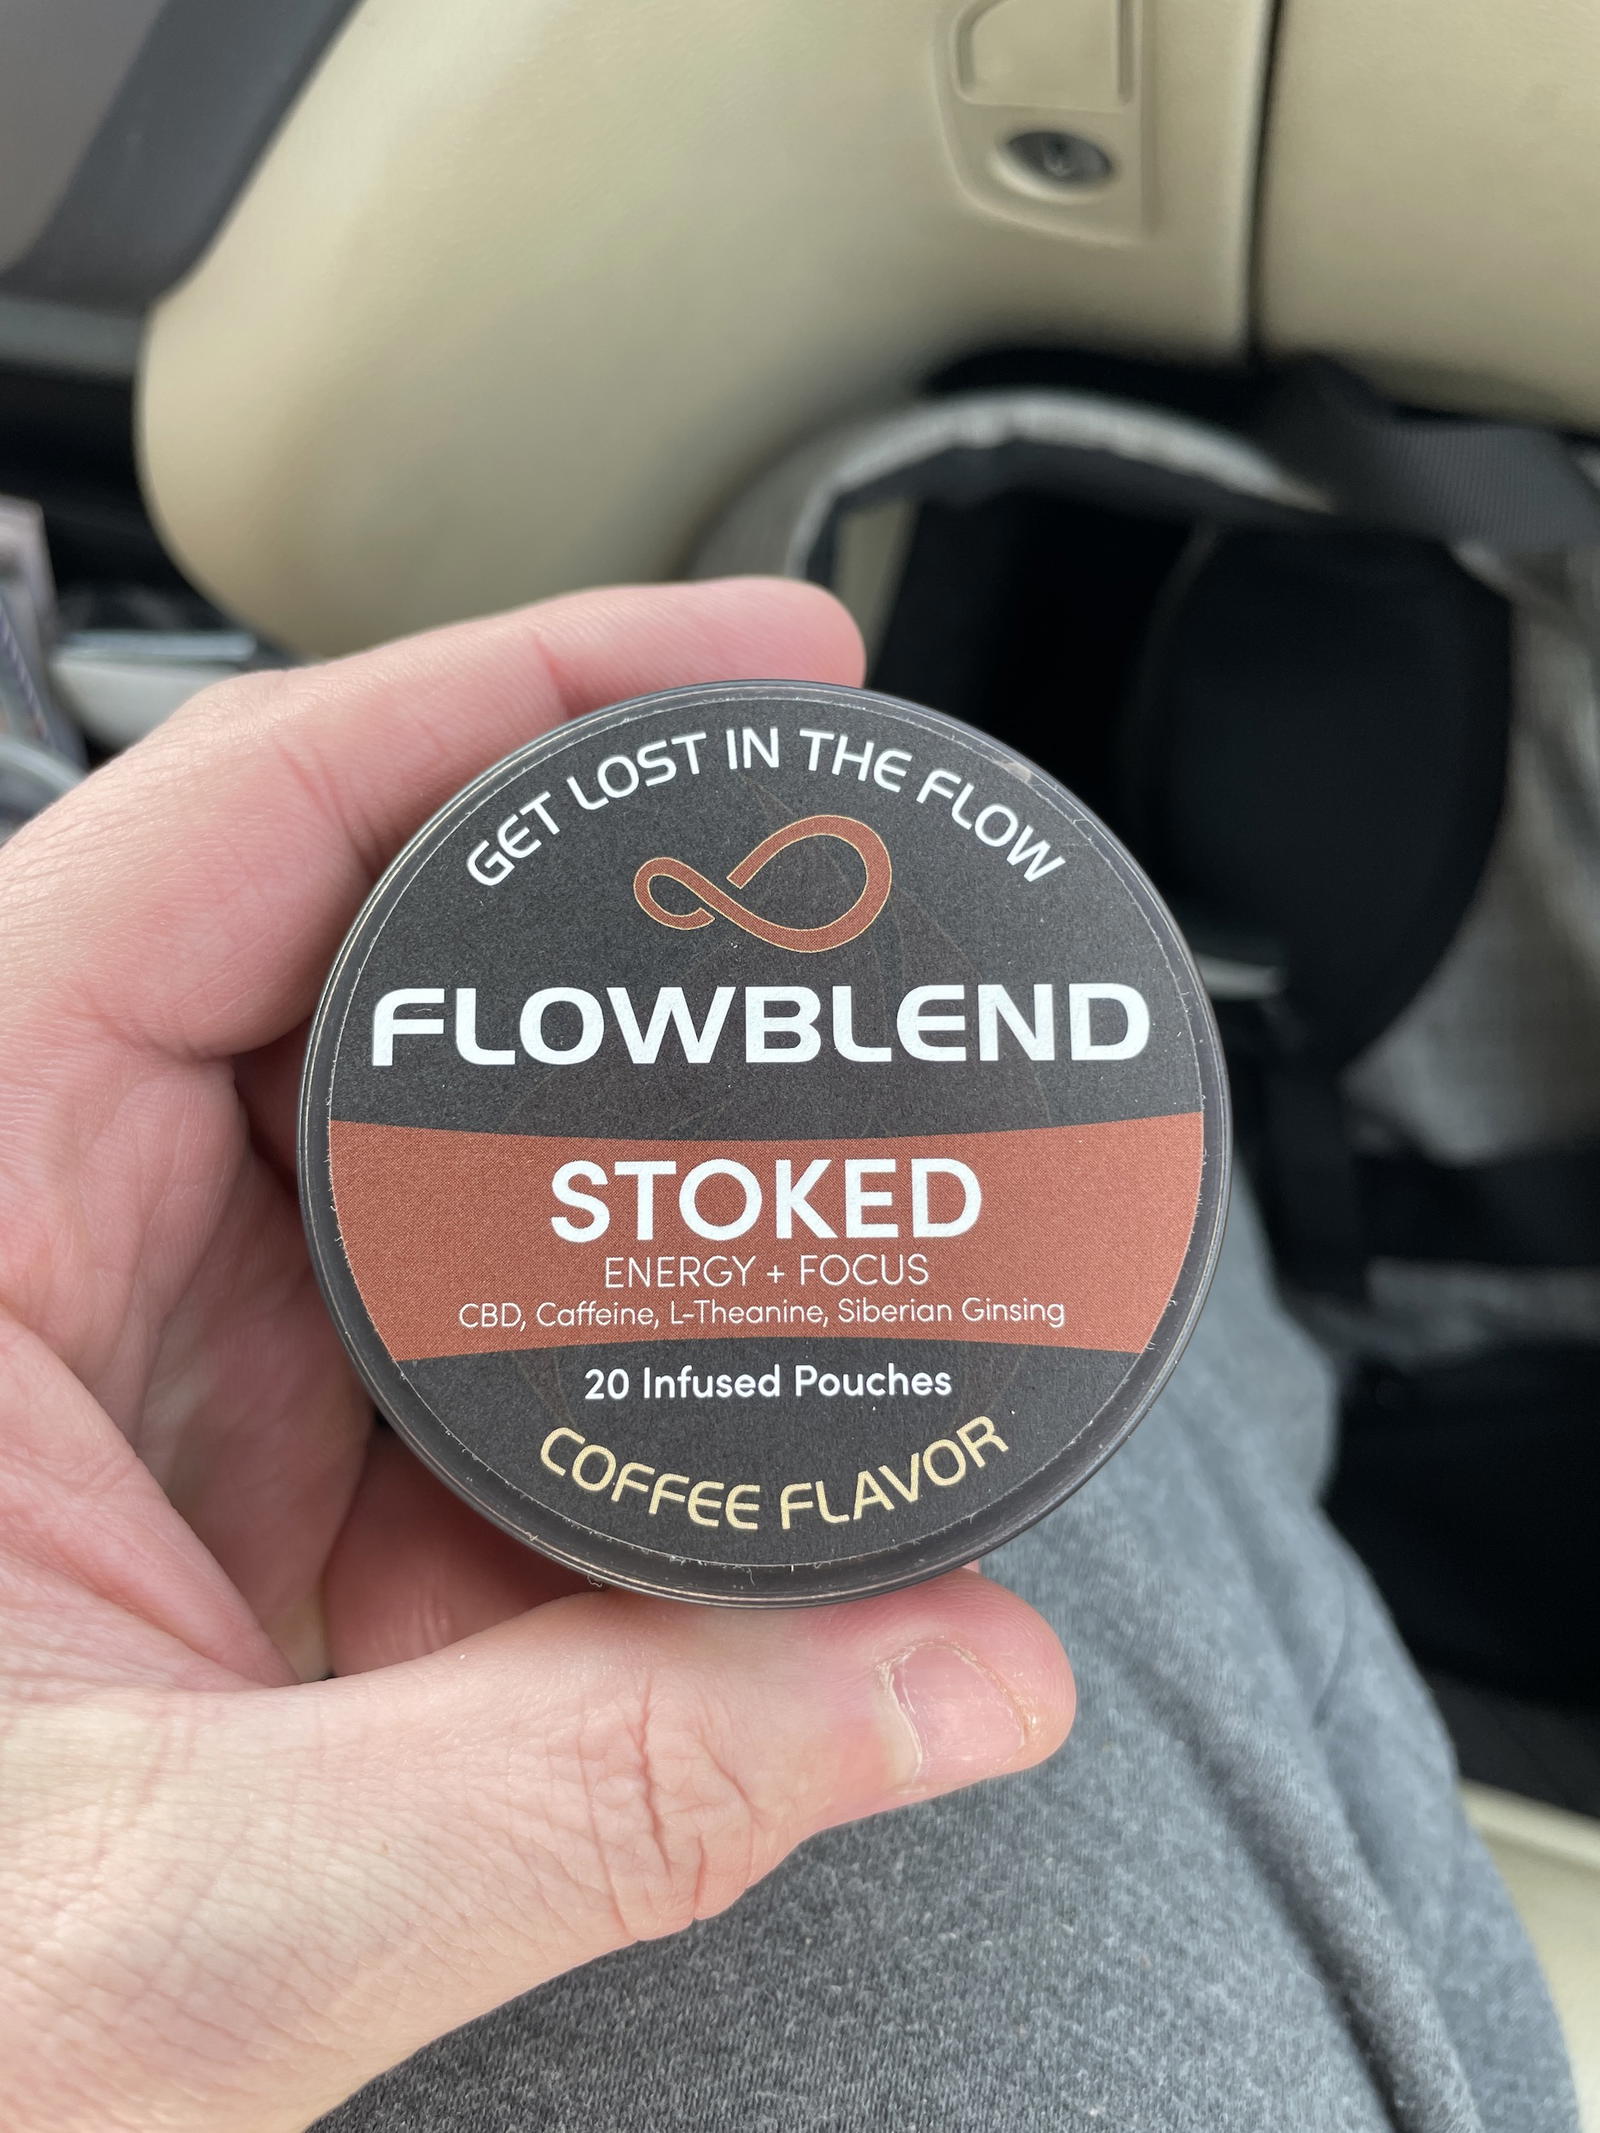 GET LOST IN THE FLOW
FLOWBLEND
STOKED
ENERGY + FOCUS
CBD, Caffeine, L-Theanine, Siberian Ginsing
20 Infused Pouches
COFFEE FLAVOR